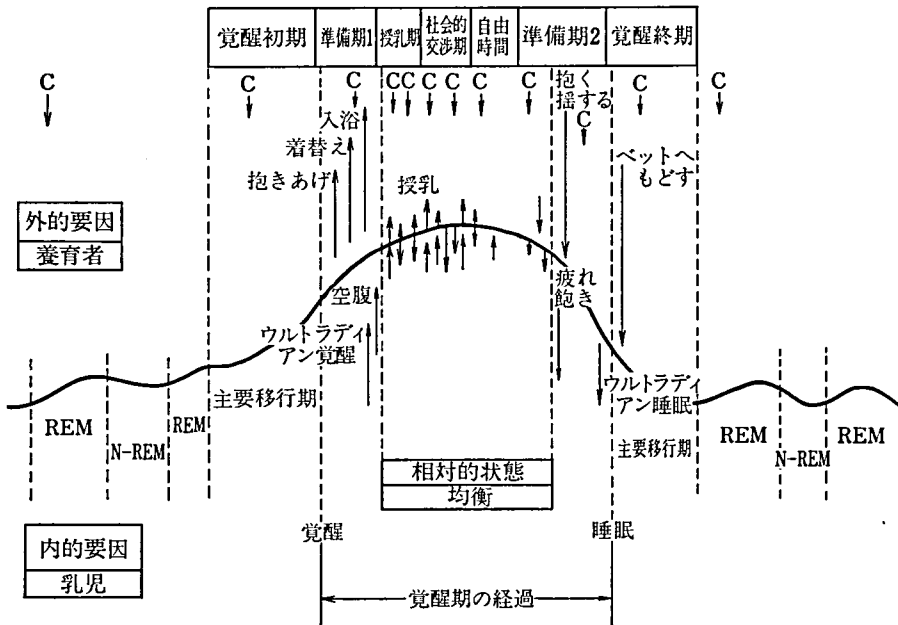 覚醒初期
準備期1
授乳期
社会的
交渉期
自由
時間
準備期2
覚醒終期
C
C
C
CC
C
C
C
C
抱く
揺する
C
C
C
入浴
着替え
抱きあげ
授乳
ベットへ
もどす
外的要因
養育者
空腹
疲れ
飽き
ウルトラディ
アン覚醒
主要移行期
ウルトラディ
アン睡眠
主要移行期
REM
N-REM
REM
REM
N-REM
REM
相対的状態
均衡
覚醒
睡眠
内的要因
乳児
覚醒期の経過